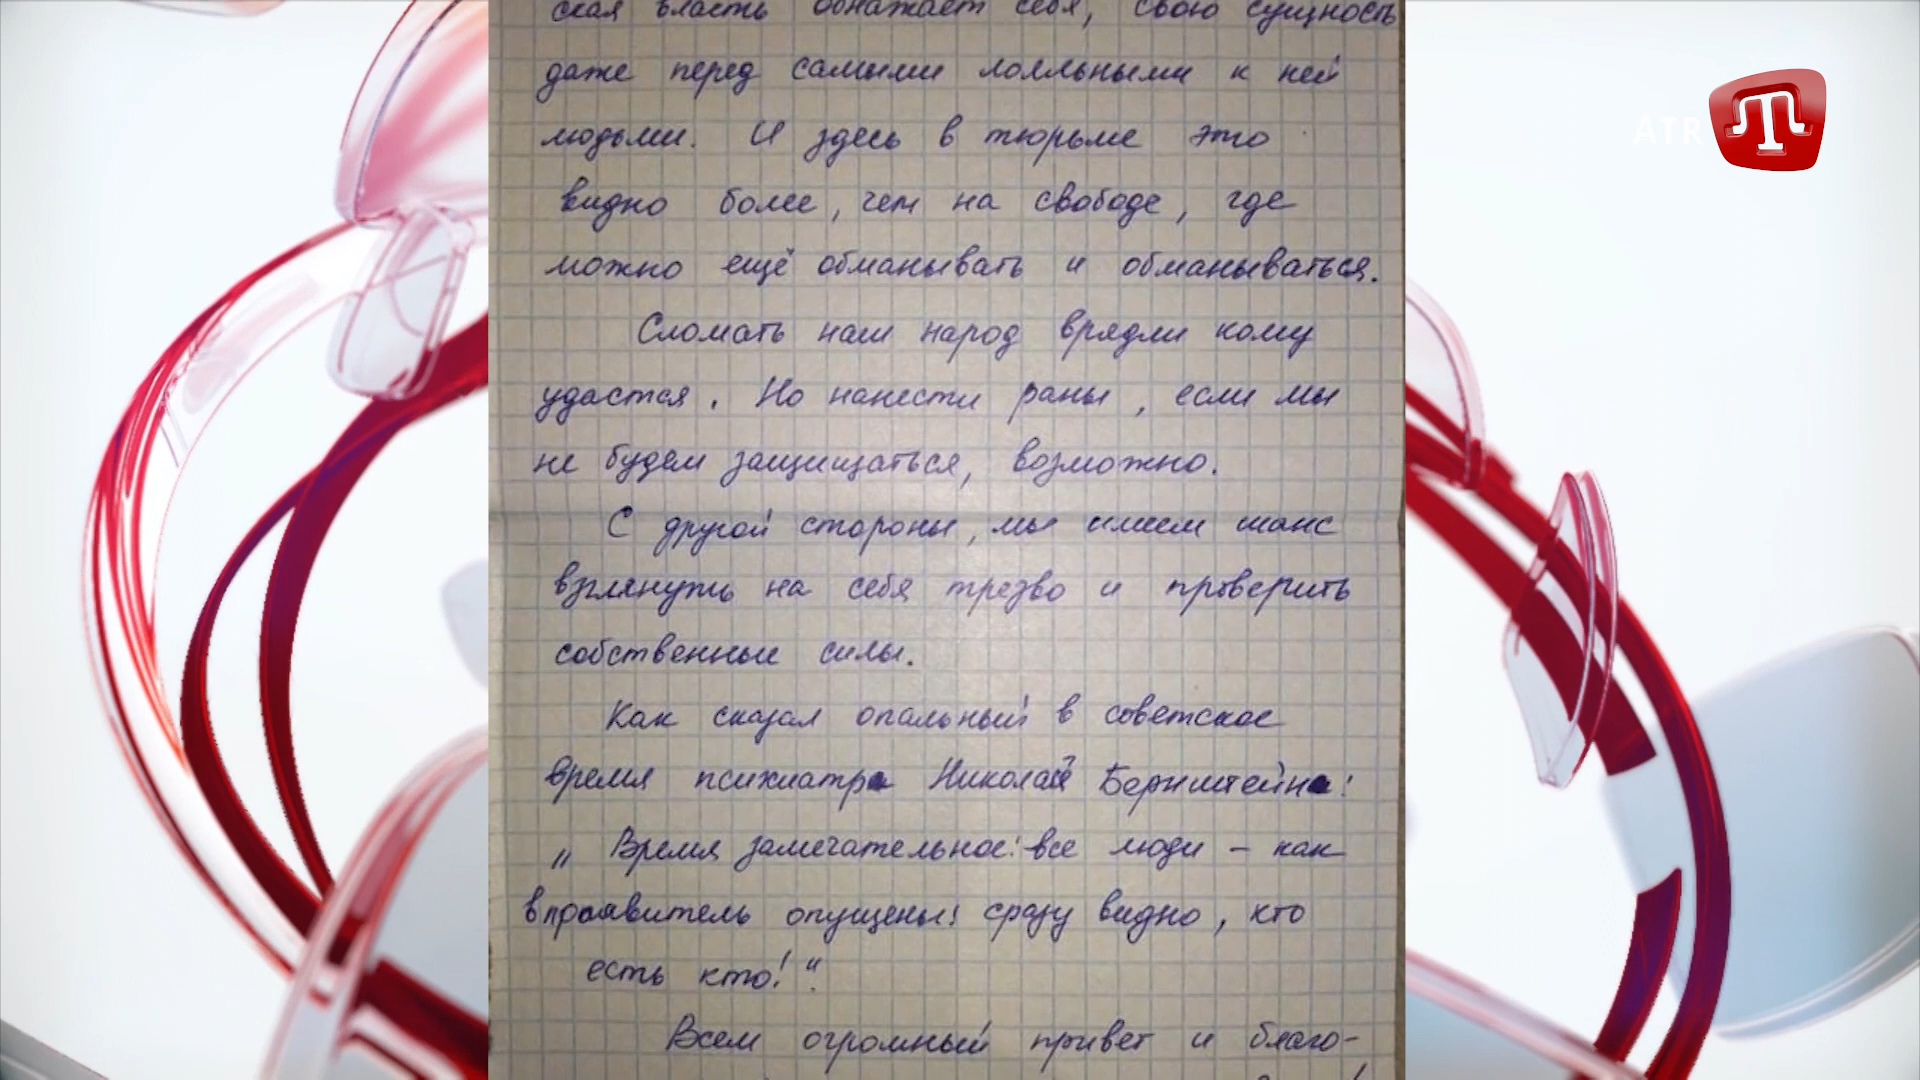 ская власть обнажает себя, свою сущность
даже перед самыми лояльными к ней
людьми. И здесь в тюрьме это
видно более, чем на свободе, где
можно ещё обманывать и обманываться.
Сломать наш народ врядли кому
удастся. Но нанести раны, если мы
не будем защищаться, возможно.
С другой стороны, мы имеем шанс
взглянуть на себя трезво и проверить
собственные силы.
Как сказал опальный в советское
время психиатр Николай Бернштейн:
„Время замечательное: все люди – как
в проявитель опущены: сразу видно, кто
есть кто!“.
Всем огромный привет и благо-
ATR